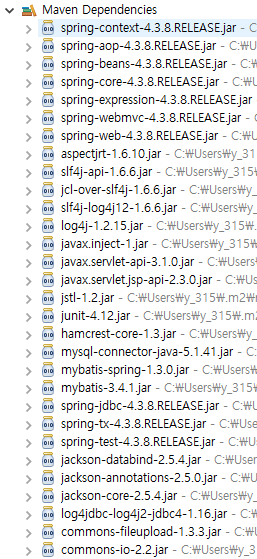 Maven Dependencies
spring-context-4.3.8.RELEASE.jar - C
spring-aop-4.3.8.RELEASE.jar - C:₩U
spring-beans-4.3.8.RELEASE.jar - C:₩
spring-core-4.3.8.RELEASE.jar - C:₩U
spring-expression-4.3.8.RELEASE.jar -
spring-webmvc-4.3.8.RELEASE.jar -
spring-web-4.3.8.RELEASE.jar - C:₩U
aspectjrt-1.6.10.jar - C:₩Users₩y_315₩
slf4j-api-1.6.6.jar - C:₩Users₩y_315₩.
jcl-over-slf4j-1.6.6.jar - C:₩Users₩y_
slf4j-log4j12-1.6.6.jar - C:₩Users₩y_
log4j-1.2.15.jar - C:₩Users₩y_315₩.m
javax.inject-1.jar - C:₩Users₩y_315₩.
javax.servlet-api-3.1.0.jar - C:₩Users
javax.servlet.jsp-api-2.3.0.jar - C:₩Us
jstl-1.2.jar - C:₩Users₩y_315₩.m2₩re
junit-4.12.jar - C:₩Users₩y_315₩.m2₩
hamcrest-core-1.3.jar - C:₩Users₩y_
mysql-connector-java-5.1.41.jar - C:₩
mybatis-spring-1.3.0.jar - C:₩Users₩y
mybatis-3.4.1.jar - C:₩Users₩y_315₩.
spring-jdbc-4.3.8.RELEASE.jar - C:₩Us
spring-tx-4.3.8.RELEASE.jar - C:₩User
spring-test-4.3.8.RELEASE.jar - C:₩Us
jackson-databind-2.5.4.jar - C:₩Users
jackson-annotations-2.5.0.jar - C:₩Us
jackson-core-2.5.4.jar - C:₩Users₩y_
log4jdbc-log4j2-jdbc4-1.16.jar - C:₩U
commons-fileupload-1.3.3.jar - C:₩Us
commons-io-2.2.jar - C:₩Users₩y_31